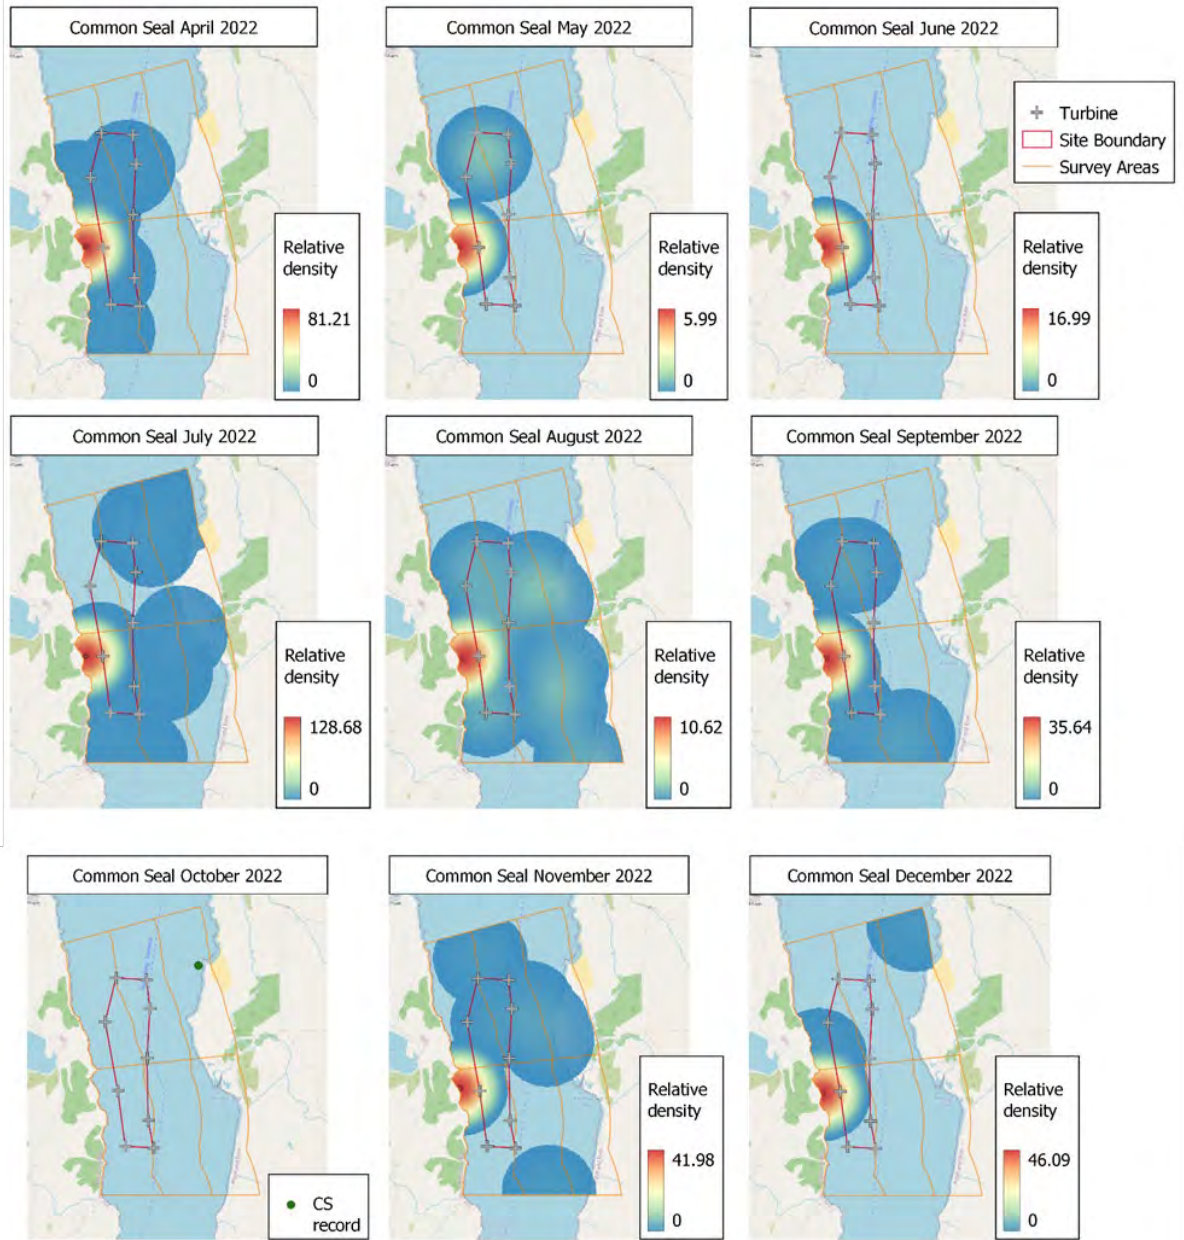 Common Seal April 2022
Common Seal May 2022
Common Seal June 2022
Turbine
Site Boundary
Survey Areas
Relative
density
81.21
0
Relative
density
5.99
0
Relative
density
16.99
0
Common Seal July 2022
Common Seal August 2022
Common Seal September 2022
Relative
density
128.68
0
Relative
density
10.62
0
Relative
density
35.64
0
Common Seal October 2022
Common Seal November 2022
Common Seal December 2022
CS
record
Relative
density
41.98
0
Relative
density
46.09
0